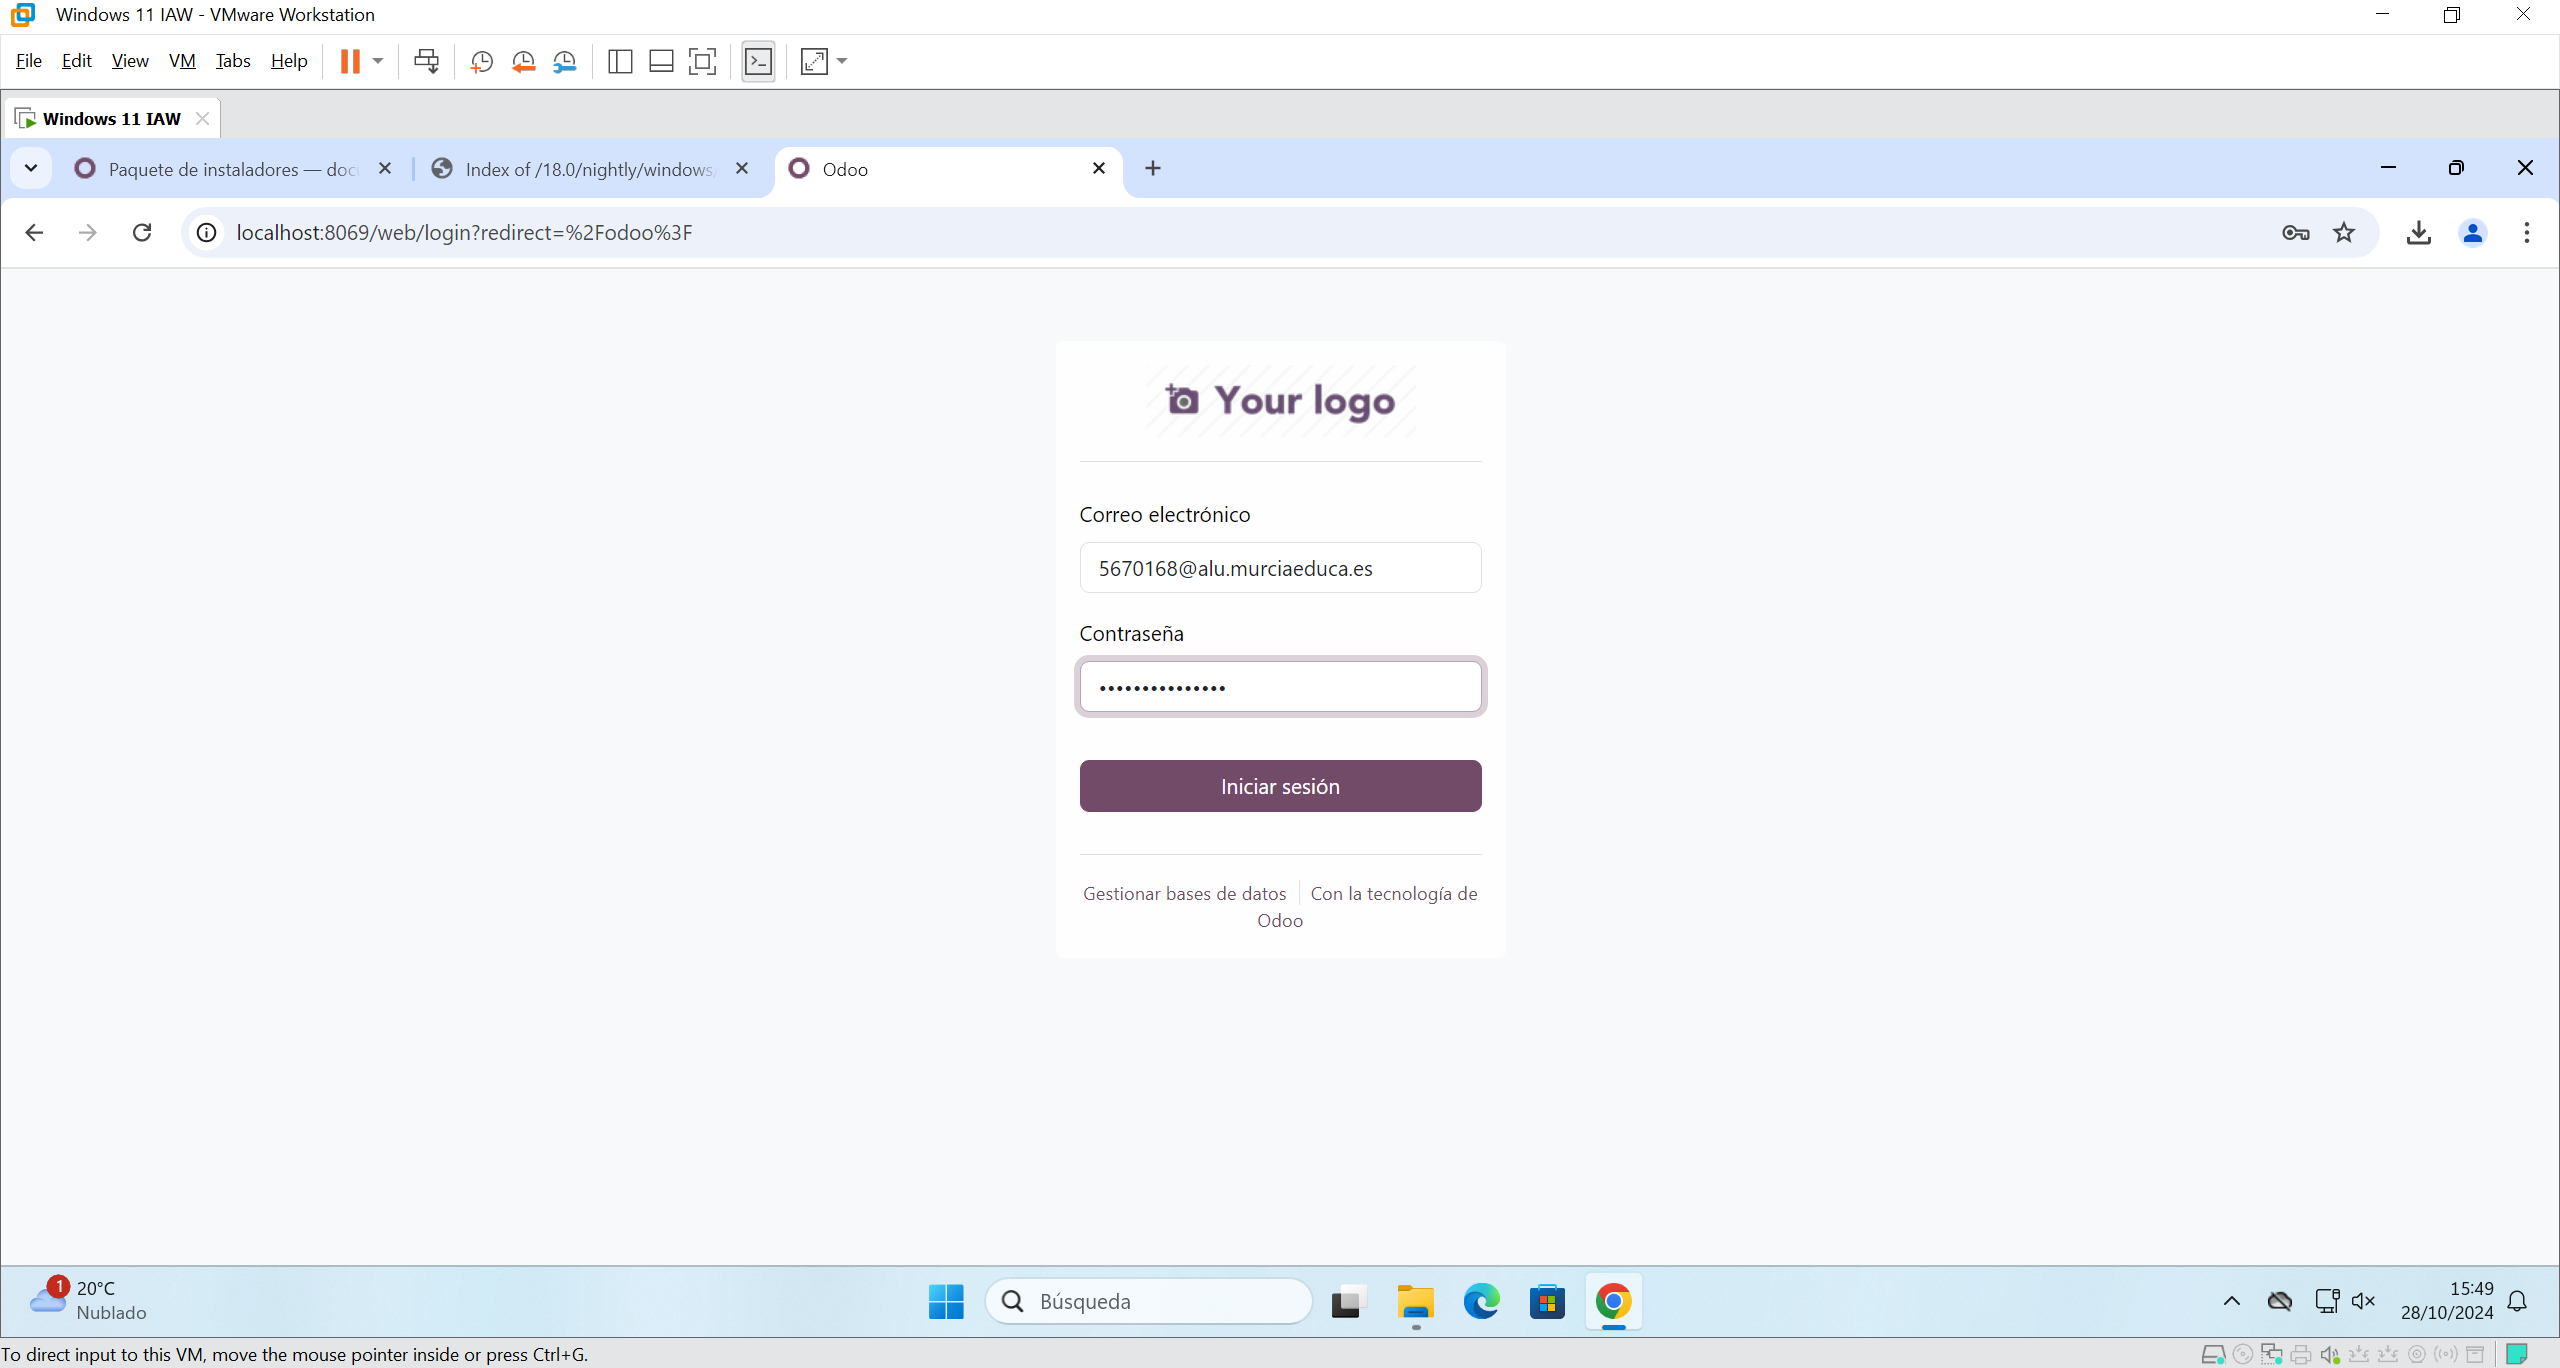 Windows 11 IAW - VMware Workstation
File Edit View VM Tabs Help
Windows 11 IAW
Paquete de instaladores — doc
Index of /18.0/nightly/windows/
Odoo
localhost:8069/web/login?redirect=%2Fodoo%3F
Your logo
Correo electrónico
5670168@alu.murciaeduca.es
Contraseña
•••••••••••••••
Iniciar sesión
Gestionar bases de datos
Con la tecnología de
Odoo
1
20°C
Nublado
Búsqueda
15:49
28/10/2024
To direct input to this VM, move the mouse pointer inside or press Ctrl+G.